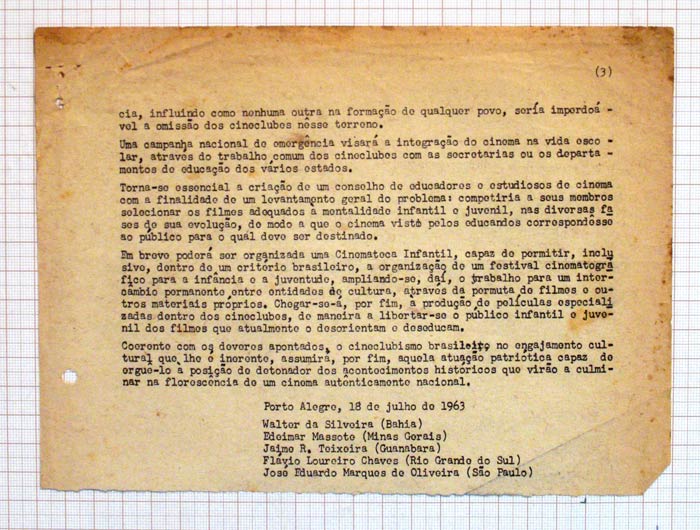 (3)
cia, influindo como nenhuma outra na formação de qualquer povo, sería imperdoá -
vel a omissão dos cineclubes nêsse terreno.
Uma campanha nacional de emergência visará a integração do cinema na vida esco -
lar, através do trabalho comum dos cineclubes com as secretarias ou os departa -
mentos de educação dos vários estados.
Torna-se essencial a criação de um conselho de educadores e estudiosos de cinema
com a finalidade de um levantamento geral do problema: competiria a seus membros
selecionar os filmes adequados a mentalidade infantil e juvenil, nas diversas fa
ses de sua evolução, de modo a que o cinema visto pelos educandos correspondesse
ao público para o qual deve ser destinado.
Em breve poderá ser organizada uma Cinemateca Infantil, capaz de permitir, inclu
sive, dentro de um critério brasileiro, a organização de um festival cinematogra
fico para a infância e a juventude, ampliando-se, daí, o trabalho para um inter-
câmbio permanente entre entidades de cultura, através da permuta de filmes e ou-
tros materiais próprios. Chegar-se-á, por fim, a produção de películas especiali
zadas dentro dos cineclubes, de maneira a libertar-se o público infantil e juve-
nil dos filmes que atualmente o desorientam e deseducam.
Coerente com os deveres apontados, o cineclubismo brasileiro no engajamento cul-
tural que lhe e inerente, assumirá, por fim, aquela atuação patriótica capaz de
ergue-lo a posição de detonador dos acontecimentos históricos que virão a culmi-
nar na florescência de um cinema autênticamente nacional.
Porto Alegre, 18 de julho de 1963
Walter da Silveira (Bahia)
Edeimar Massote (Minas Gerais)
Jaime R. Teixeira (Guanabara)
Flávio Loureiro Chaves (Rio Grande do Sul)
José Eduardo Marques de Oliveira (São Paulo)